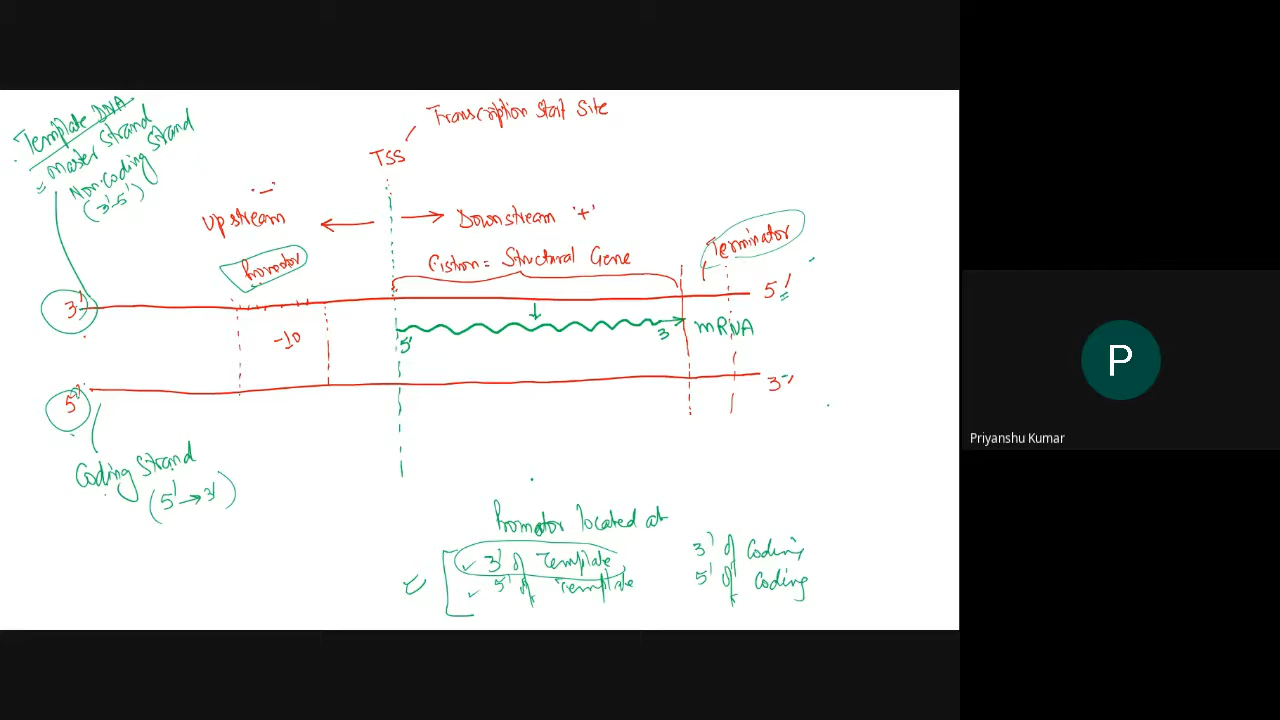 Template DNA
= Master Strand
Non-Coding Strand
(3'-5')
Transcription Start Site
TSS
'-'
Upstream
Downstream '+'
Promotor
Cistron = Structural Gene
Terminator
3'
5'
-10
5'
3'
mRNA
5'
3'
Coding Strand
(5'→3')
Promotor located at
✓ 3' of Template
3' of Coding
✓ 5' of Template
5' of Coding
P
Priyanshu Kumar